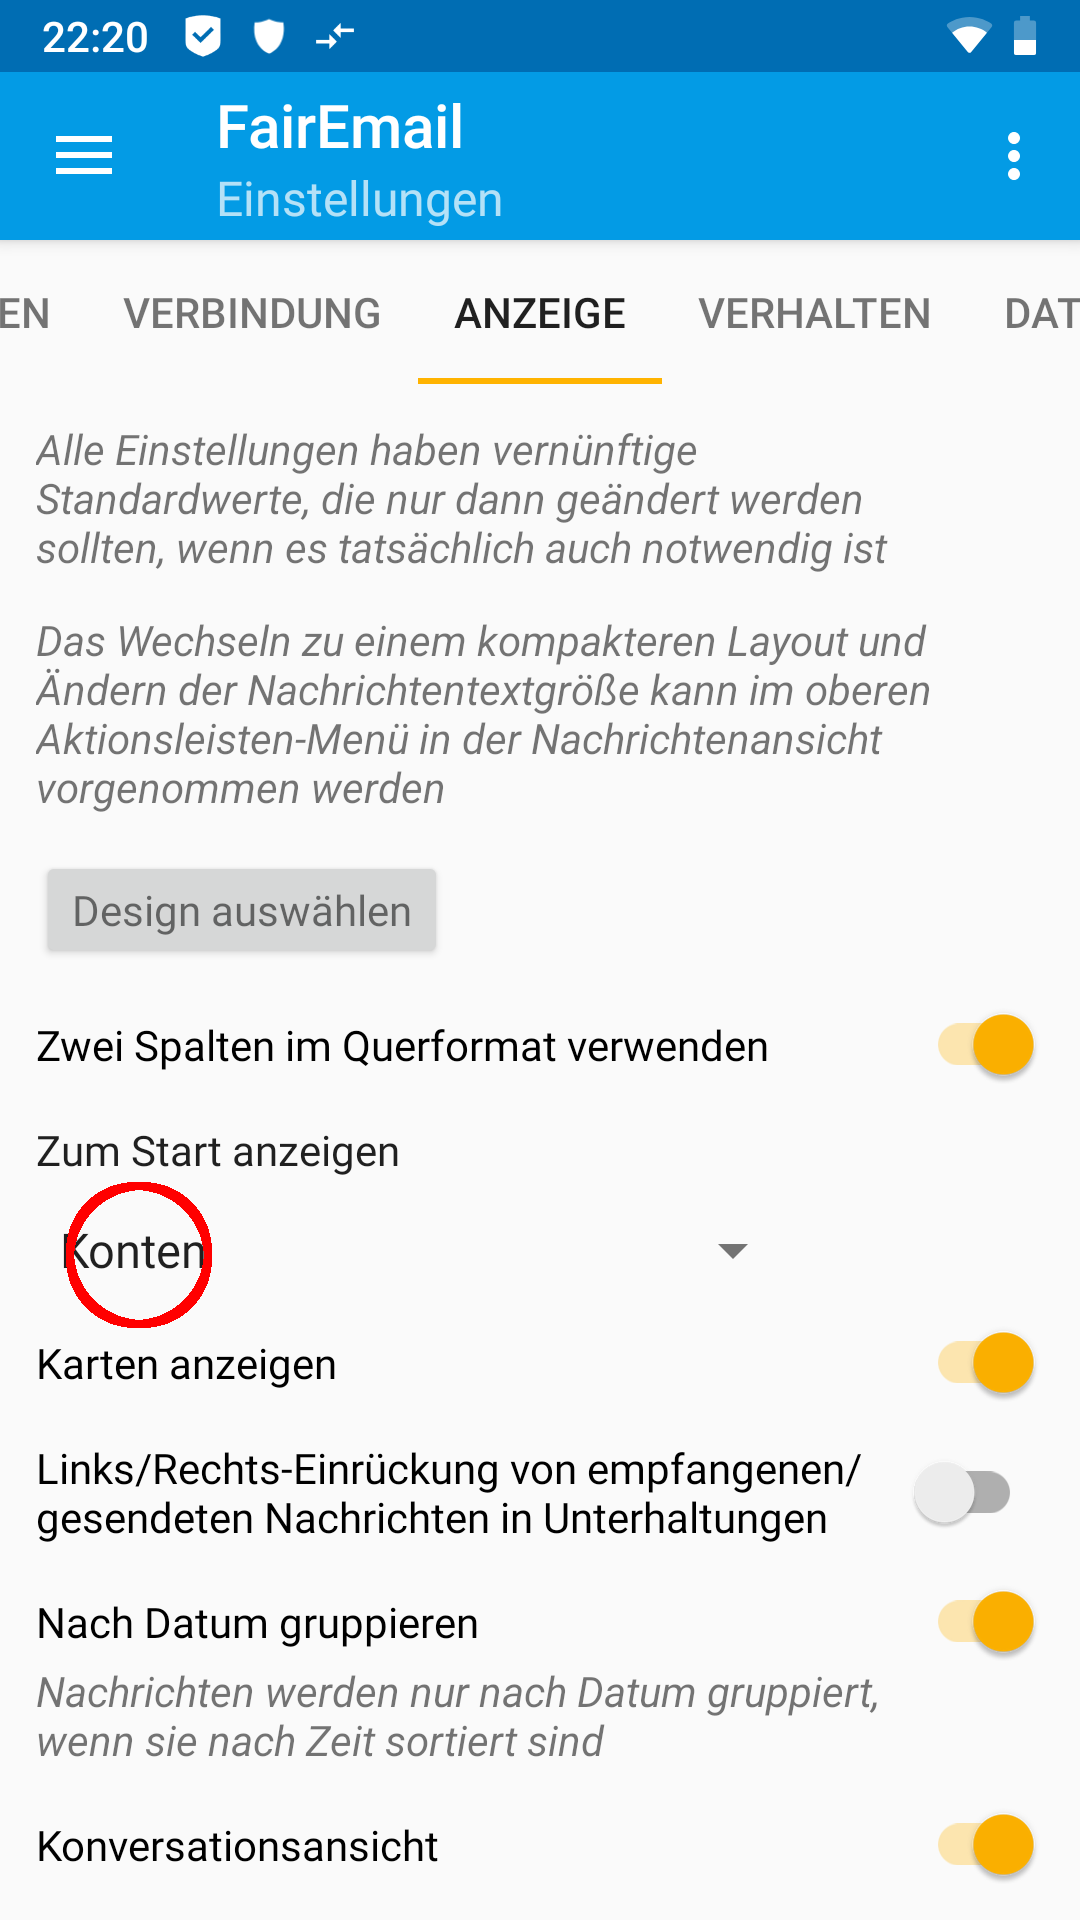 22:20
FairEmail
Einstellungen
EN VERBINDUNG ANZEIGE VERHALTEN DAT
Alle Einstellungen haben vernünftige
Standardwerte, die nur dann geändert werden
sollten, wenn es tatsächlich auch notwendig ist
Das Wechseln zu einem kompakteren Layout und
Ändern der Nachrichtentextgröße kann im oberen
Aktionsleisten-Menü in der Nachrichtenansicht
vorgenommen werden
Design auswählen
Zwei Spalten im Querformat verwenden
Zum Start anzeigen
Konten
Karten anzeigen
Links/Rechts-Einrückung von empfangenen/
gesendeten Nachrichten in Unterhaltungen
Nach Datum gruppieren
Nachrichten werden nur nach Datum gruppiert,
wenn sie nach Zeit sortiert sind
Konversationsansicht